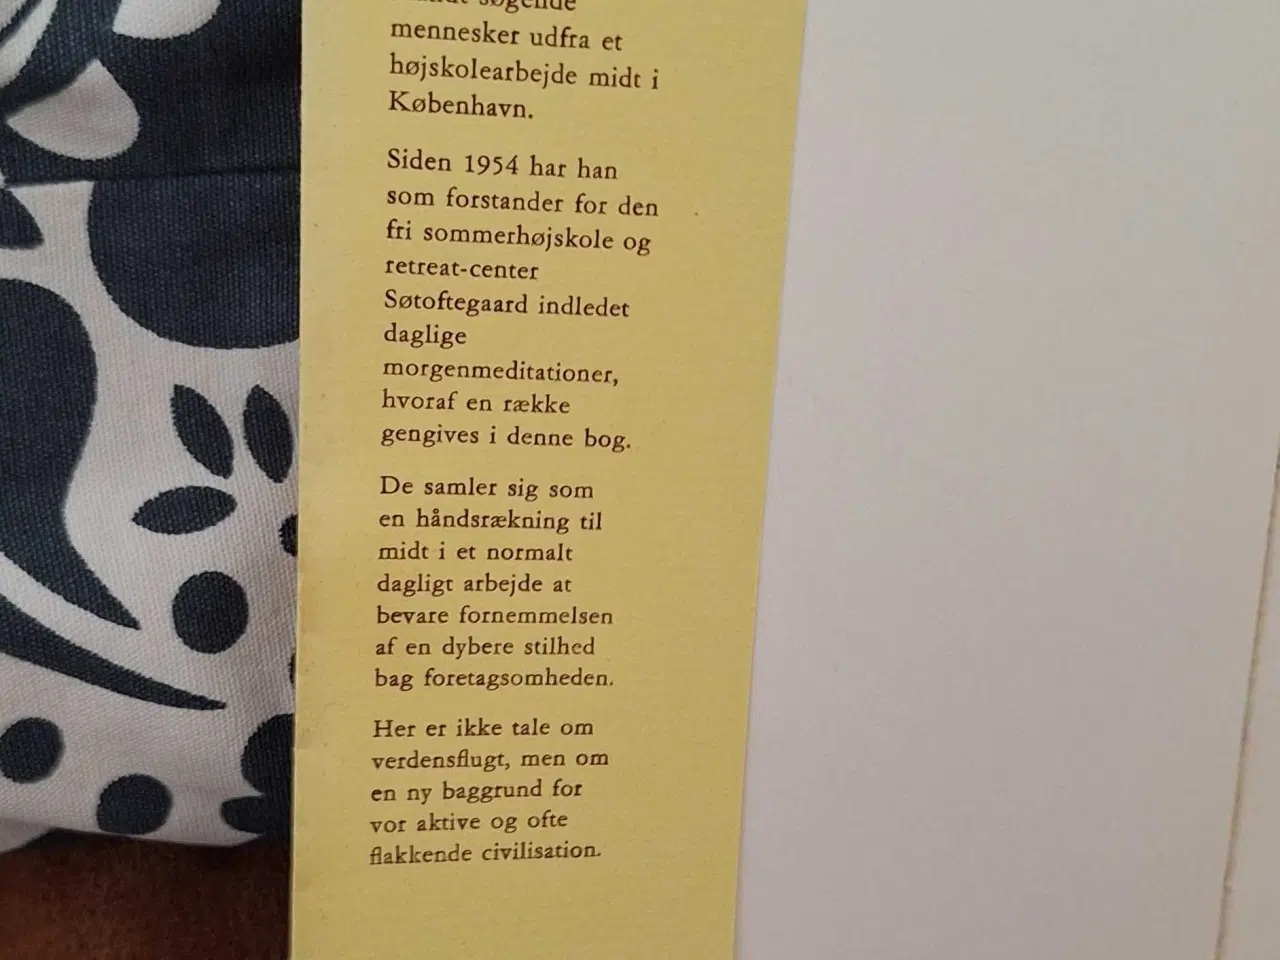 søgende
mennesker udfra et
højskolearbejde midt i
København.
Siden 1954 har han
som forstander for den
fri sommerhøjskole og
retreat-center
Søtoftegaard indledet
daglige
morgenmeditationer,
hvoraf en række
gengives i denne bog.
De samler sig som
en håndsrækning til
midt i et normalt
dagligt arbejde at
bevare fornemmelsen
af en dybere stilhed
bag foretagsomheden.
Her er ikke tale om
verdensflugt, men om
en ny baggrund for
vor aktive og ofte
flakkende civilisation.